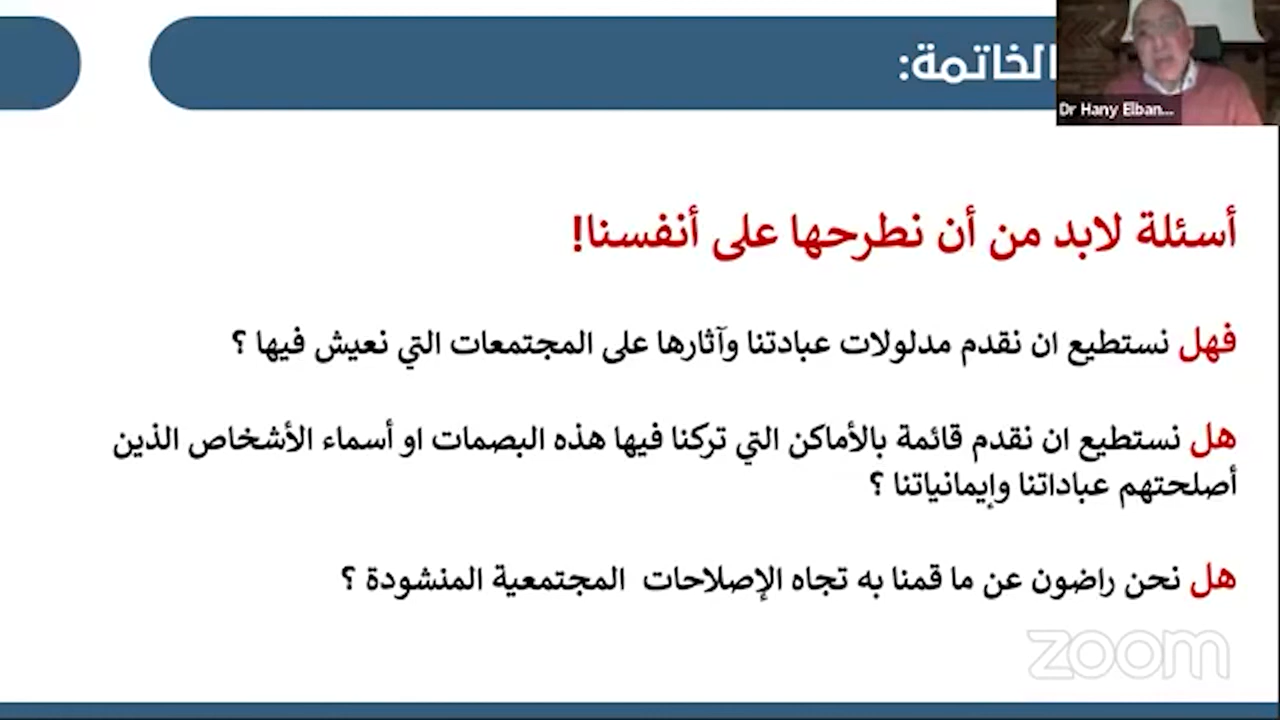 الخاتمة:
Dr Hany Elban...
أسئلة لابد من أن نطرحها على أنفسنا!
فهل نستطيع ان نقدم مدلولات عبادتنا وآثارها على المجتمعات التي نعيش فيها ؟
هل نستطيع ان نقدم قائمة بالأماكن التي تركنا فيها هذه البصمات او أسماء الأشخاص الذين
أصلحتهم عباداتنا وإيمانياتنا ؟
هل نحن راضون عن ما قمنا به تجاه الإصلاحات المجتمعية المنشودة ؟
zoom